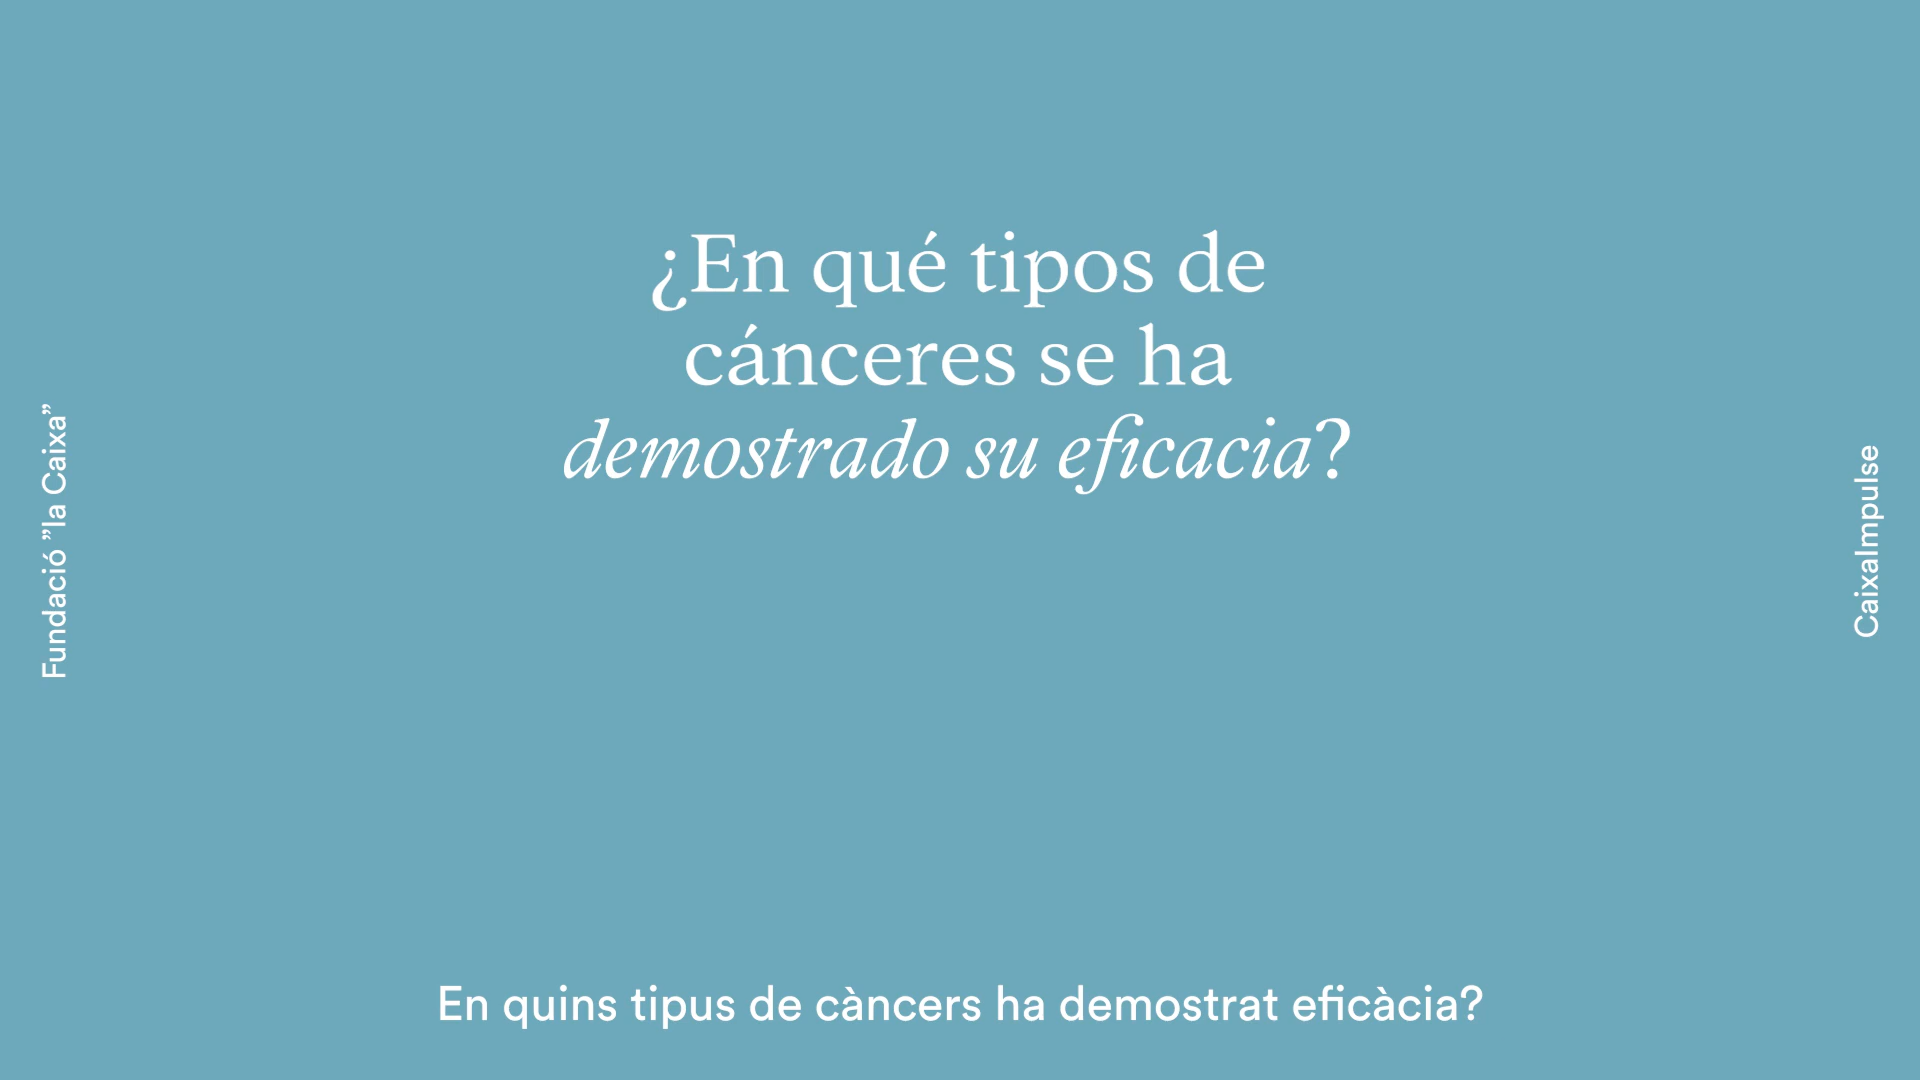 ¿En qué tipos de
cánceres se ha
demostrado su eficacia?
Fundació ”la Caixa”
CaixaImpulse
En quins tipus de càncers ha demostrat eficàcia?